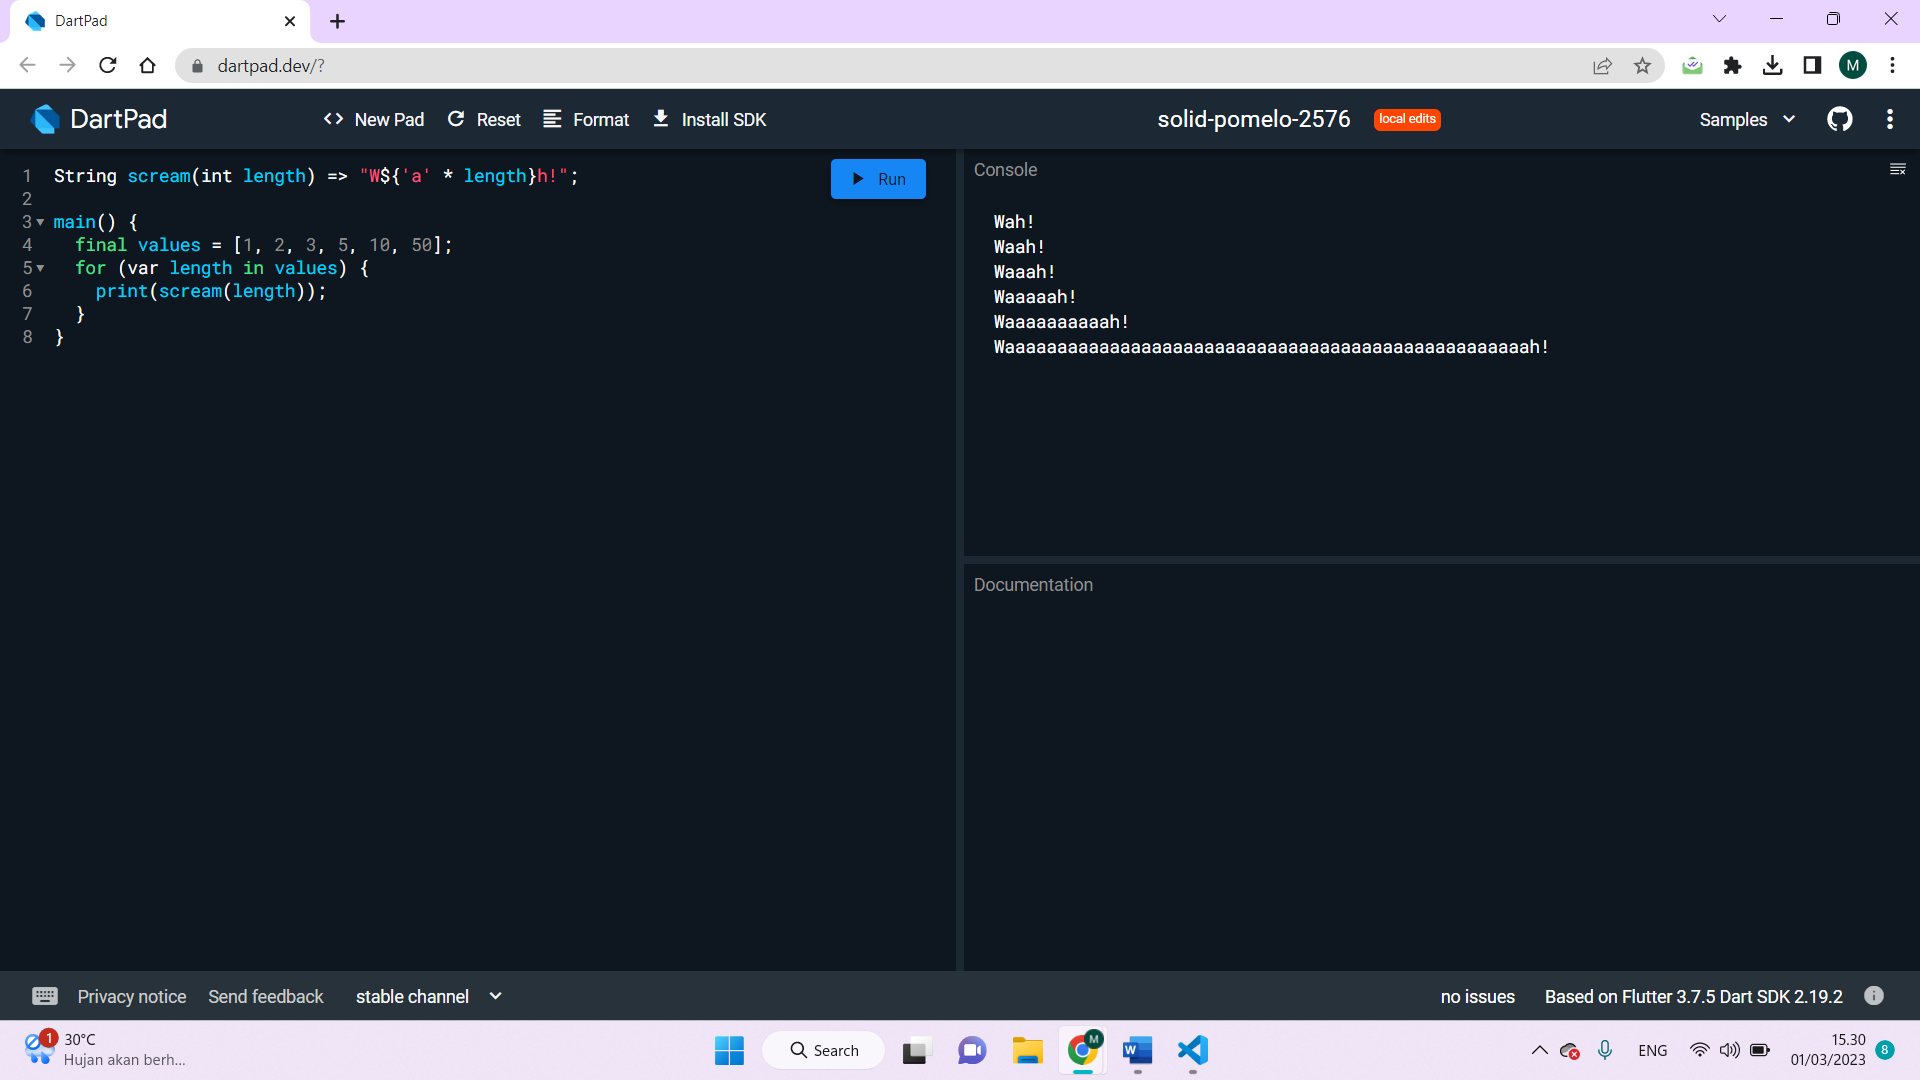 DartPad
dartpad.dev/?
M
DartPad
New Pad
Reset
Format
Install SDK
solid-pomelo-2576
local edits
Samples
1 String scream(int length) => "W${'a' * length}h!";
2
3 main() {
4   final values = [1, 2, 3, 5, 10, 50];
5   for (var length in values) {
6     print(scream(length));
7   }
8 }
Run
Console
Wah!
Waah!
Waaah!
Waaaaah!
Waaaaaaaaaah!
Waaaaaaaaaaaaaaaaaaaaaaaaaaaaaaaaaaaaaaaaaaaaaaaaaah!
Documentation
Privacy notice
Send feedback
stable channel
no issues
Based on Flutter 3.7.5 Dart SDK 2.19.2
1
30°C
Hujan akan berh...
Search
M
W
ENG
15.30
01/03/2023
8